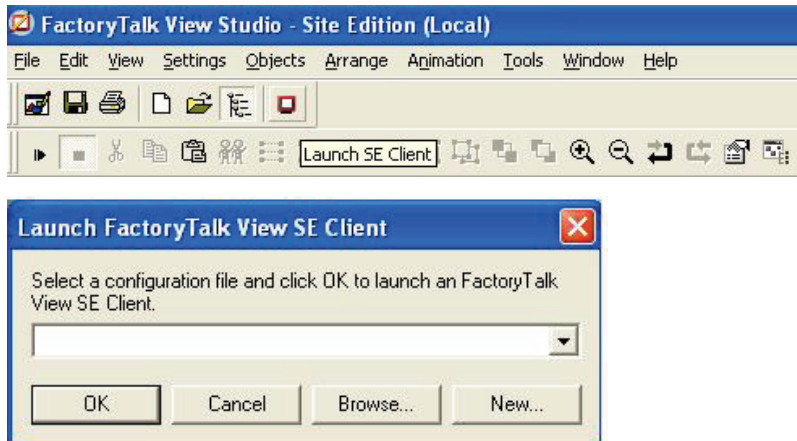 FactoryTalk View Studio - Site Edition (Local)
File Edit View Settings Objects Arrange Animation Tools Window Help
Launch SE Client
Launch FactoryTalk View SE Client
Select a configuration file and click OK to launch an FactoryTalk
View SE Client.
OK Cancel Browse... New...